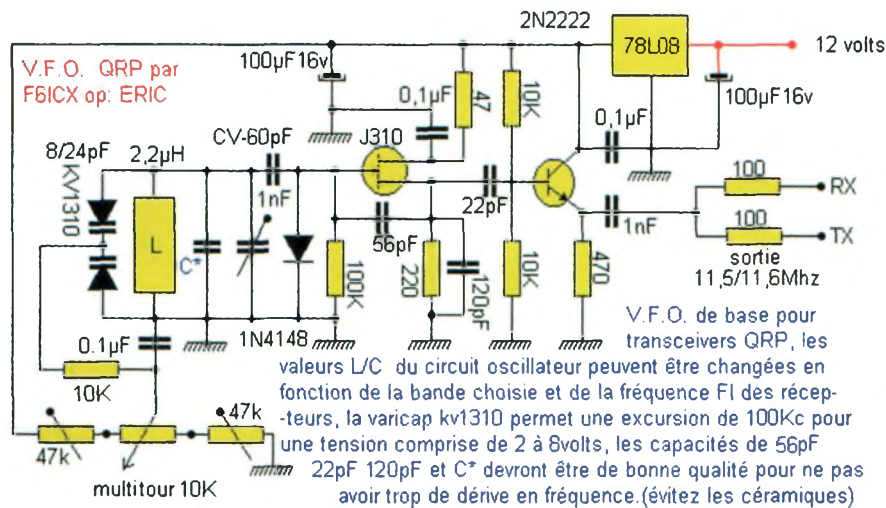 2N2222
78L08
12 volts
V.F.O. QRP par
F6ICX op: ERIC
100µF16v
0,1µF
47
10K
100µF16v
0,1µF
J310
8/24pF
KV1310
2,2µH
CV-60pF
1nF
L
C*
22pF
1nF
100
RX
100
TX
sortie
11,5/11,6Mhz
56pF
100K
220
120pF
10K
470
1N4148
0.1µF
10K
47k
multitour 10K
47k
V.F.O. de base pour
transceivers QRP, les
valeurs L/C du circuit oscillateur peuvent être changées en
fonction de la bande choisie et de la fréquence FI des récep-
-teurs, la varicap kv1310 permet une excursion de 100Kc pour
une tension comprise de 2 à 8volts, les capacités de 56pF
22pF 120pF et C* devront être de bonne qualité pour ne pas
avoir trop de dérive en fréquence.(évitez les céramiques)